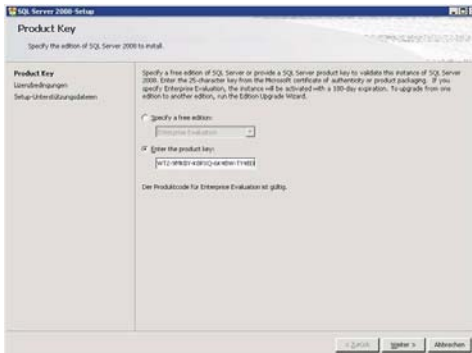 SQL Server 2008-Setup
Product Key
Specify the edition of SQL Server 2008 to install.
Product Key
Lizenzbedingungen
Setup-Unterstützungsdateien
Specify a free edition of SQL Server or provide a SQL Server product key to validate this instance of SQL Server
2008. Enter the 25-character key from the Microsoft certificate of authenticity or product packaging. If you
specify Enterprise Evaluation, the instance will be activated with a 180-day expiration. To upgrade from one
edition to another edition, run the Edition Upgrade Wizard.
Specify a free edition:
Enterprise Evaluation
Enter the product key:
Der Produktcode für Enterprise Evaluation ist gültig.
< Zurück
Weiter >
Abbrechen